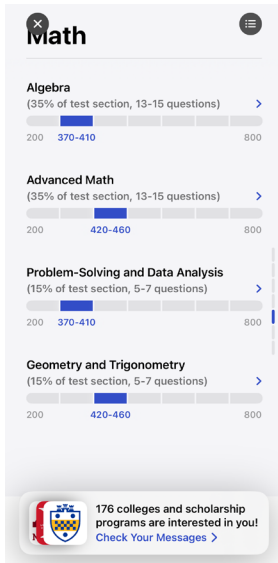 Math
Algebra
(35% of test section, 13-15 questions)
200 370-410 800
Advanced Math
(35% of test section, 13-15 questions)
200 420-460 800
Problem-Solving and Data Analysis
(15% of test section, 5-7 questions)
200 370-410 800
Geometry and Trigonometry
(15% of test section, 5-7 questions)
200 420-460 800
176 colleges and scholarship
programs are interested in you!
Check Your Messages